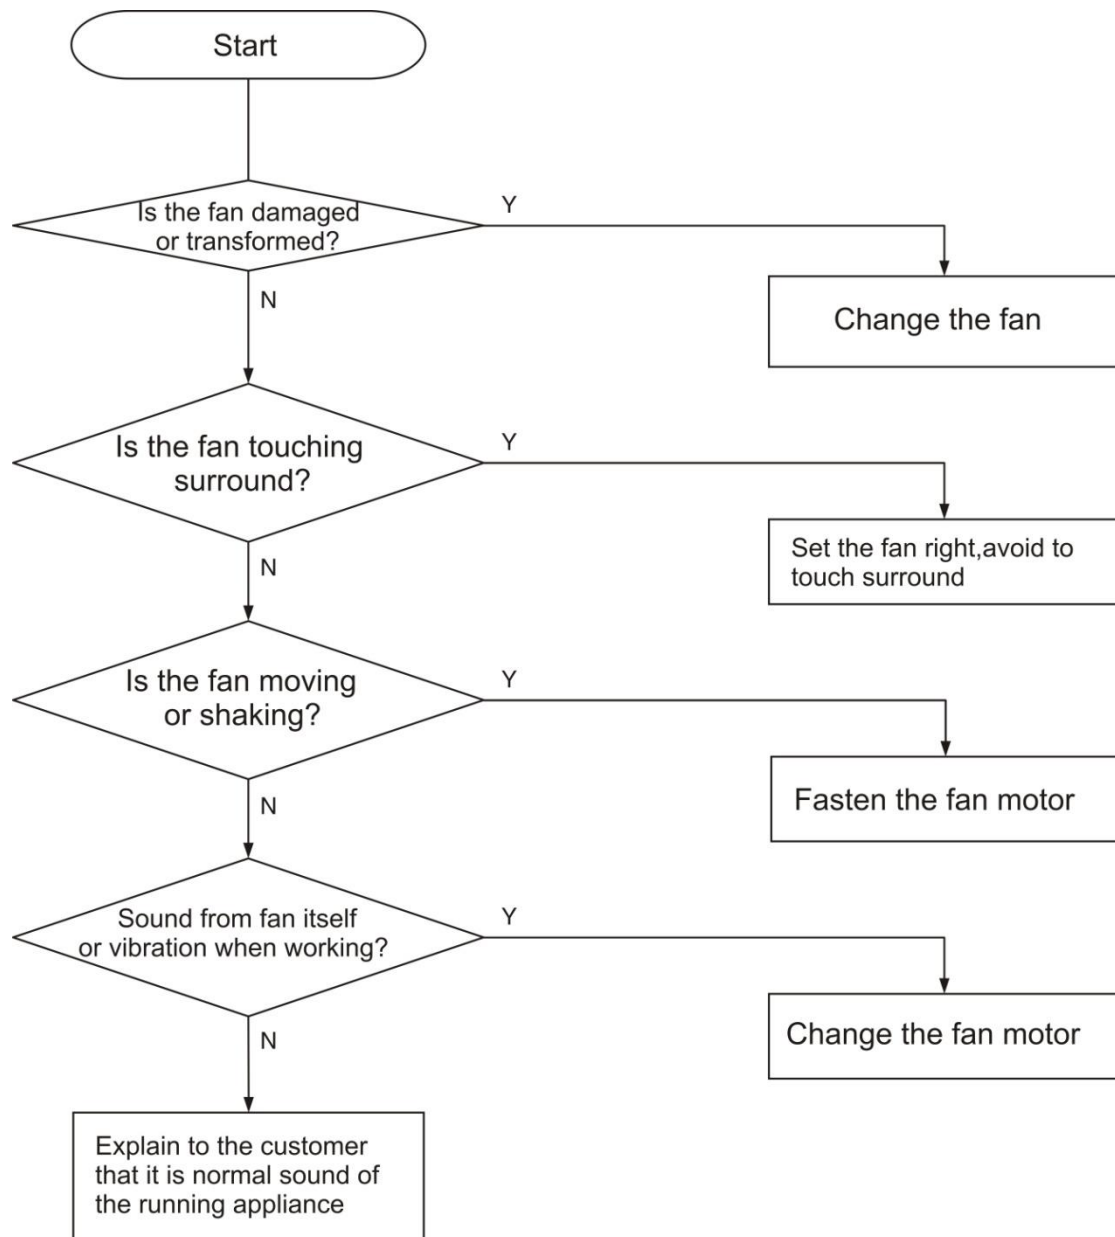 Start
Is the fan damaged
or transformed?
Y
N
Change the fan
Is the fan touching
surround?
Y
N
Set the fan right,avoid to
touch surround
Is the fan moving
or shaking?
Y
N
Fasten the fan motor
Sound from fan itself
or vibration when working?
Y
N
Change the fan motor
Explain to the customer
that it is normal sound of
the running appliance